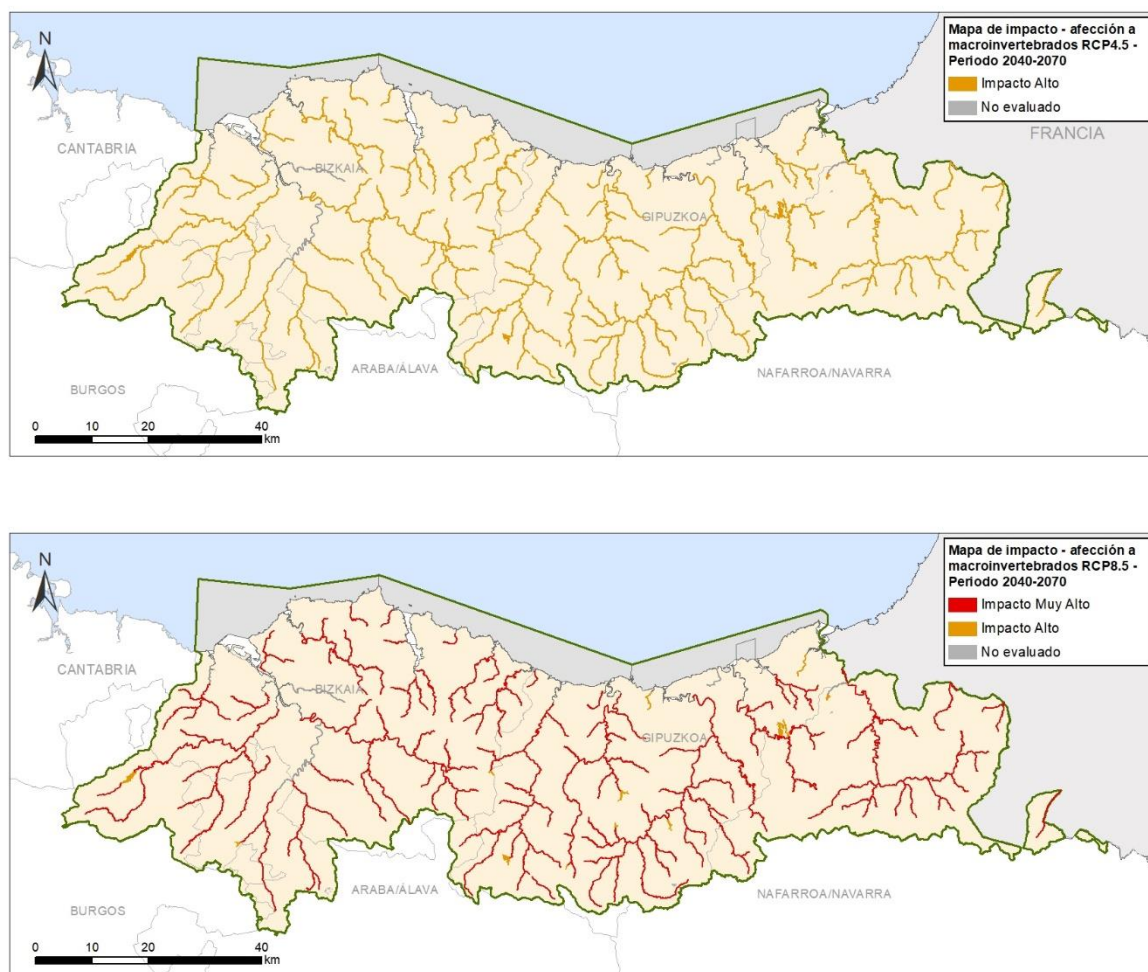 N
Mapa de impacto - afección a
macroinvertebrados RCP4.5 -
Periodo 2040-2070
Impacto Alto
No evaluado
FRANCIA
CANTABRIA
BIZKAIA
GIPUZKOA
ARABA/ÁLAVA
NAFARROA/NAVARRA
BURGOS
0 10 20 40
km
N
Mapa de impacto - afección a
macroinvertebrados RCP8.5 -
Periodo 2040-2070
Impacto Muy Alto
Impacto Alto
No evaluado
CANTABRIA
BIZKAIA
GIPUZKOA
ARABA/ÁLAVA
NAFARROA/NAVARRA
BURGOS
0 10 20 40
km